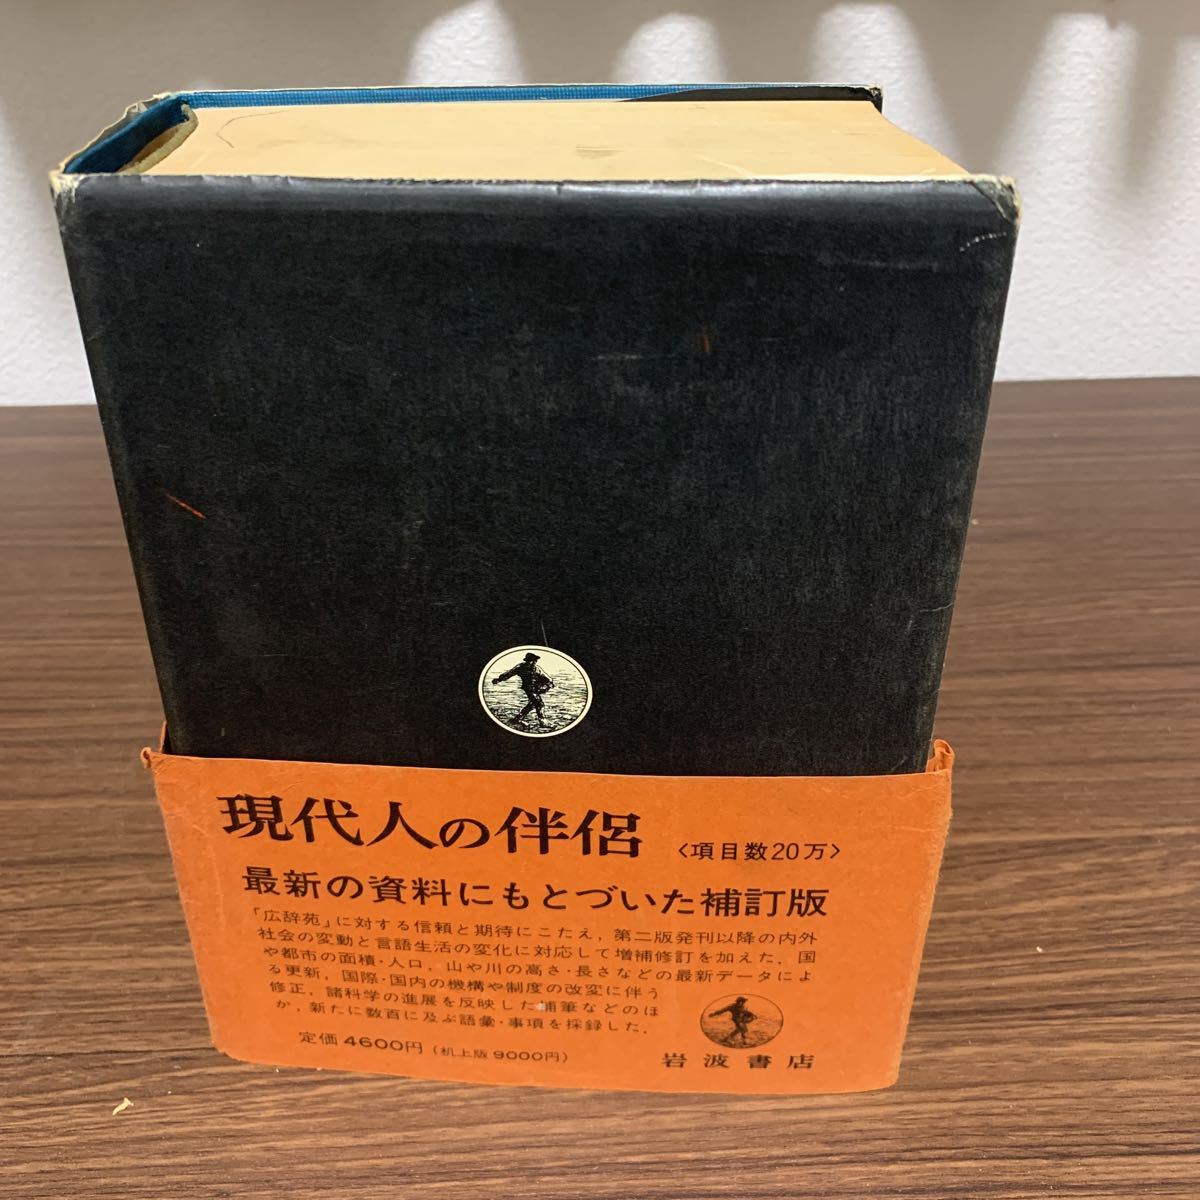 現代人の伴侶 〈項目数20万〉
最新の資料にもとづいた補訂版
「広辞苑」に対する信頼と期待にこたえ，第二版発刊以降の内外
社会の変動と言語生活の変化に対応して増補修訂を加えた．国
や都市の面積・人口，山や川の高さ・長さなどの最新データによ
る更新，国際・国内の機構や制度の改変に伴う
修正，諸科学の進展を反映した補筆などのほ
か，新たに数百に及ぶ語彙・事項を採録した．
定価4600円（机上版9000円）
岩波書店